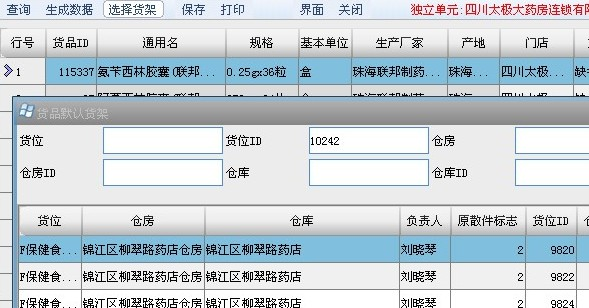 查询 生成数据 选择货架 保存 打印 界面 关闭 独立单元: 四川太极大药房连锁有
行号 货品ID 通用名 规格 基本单位 生产厂家 产地 门店
1 115337 氨苄西林胶囊(联邦... 0.25gx36粒 盒 珠海联邦制药... 珠海... 四川太极...
货品默认货架
货位 货位ID 10242 仓房
仓房ID 仓库 仓库ID
货位 仓房 仓库 负责人 原散件标志 货位ID
F保健食... 锦江区柳翠路药店仓房 锦江区柳翠路药店 刘晓琴 2 9820
F保健食... 锦江区柳翠路药店仓房 锦江区柳翠路药店 刘晓琴 2 9822
F保健食... 锦江区柳翠路药店仓房 锦江区柳翠路药店 刘晓琴 2 9824